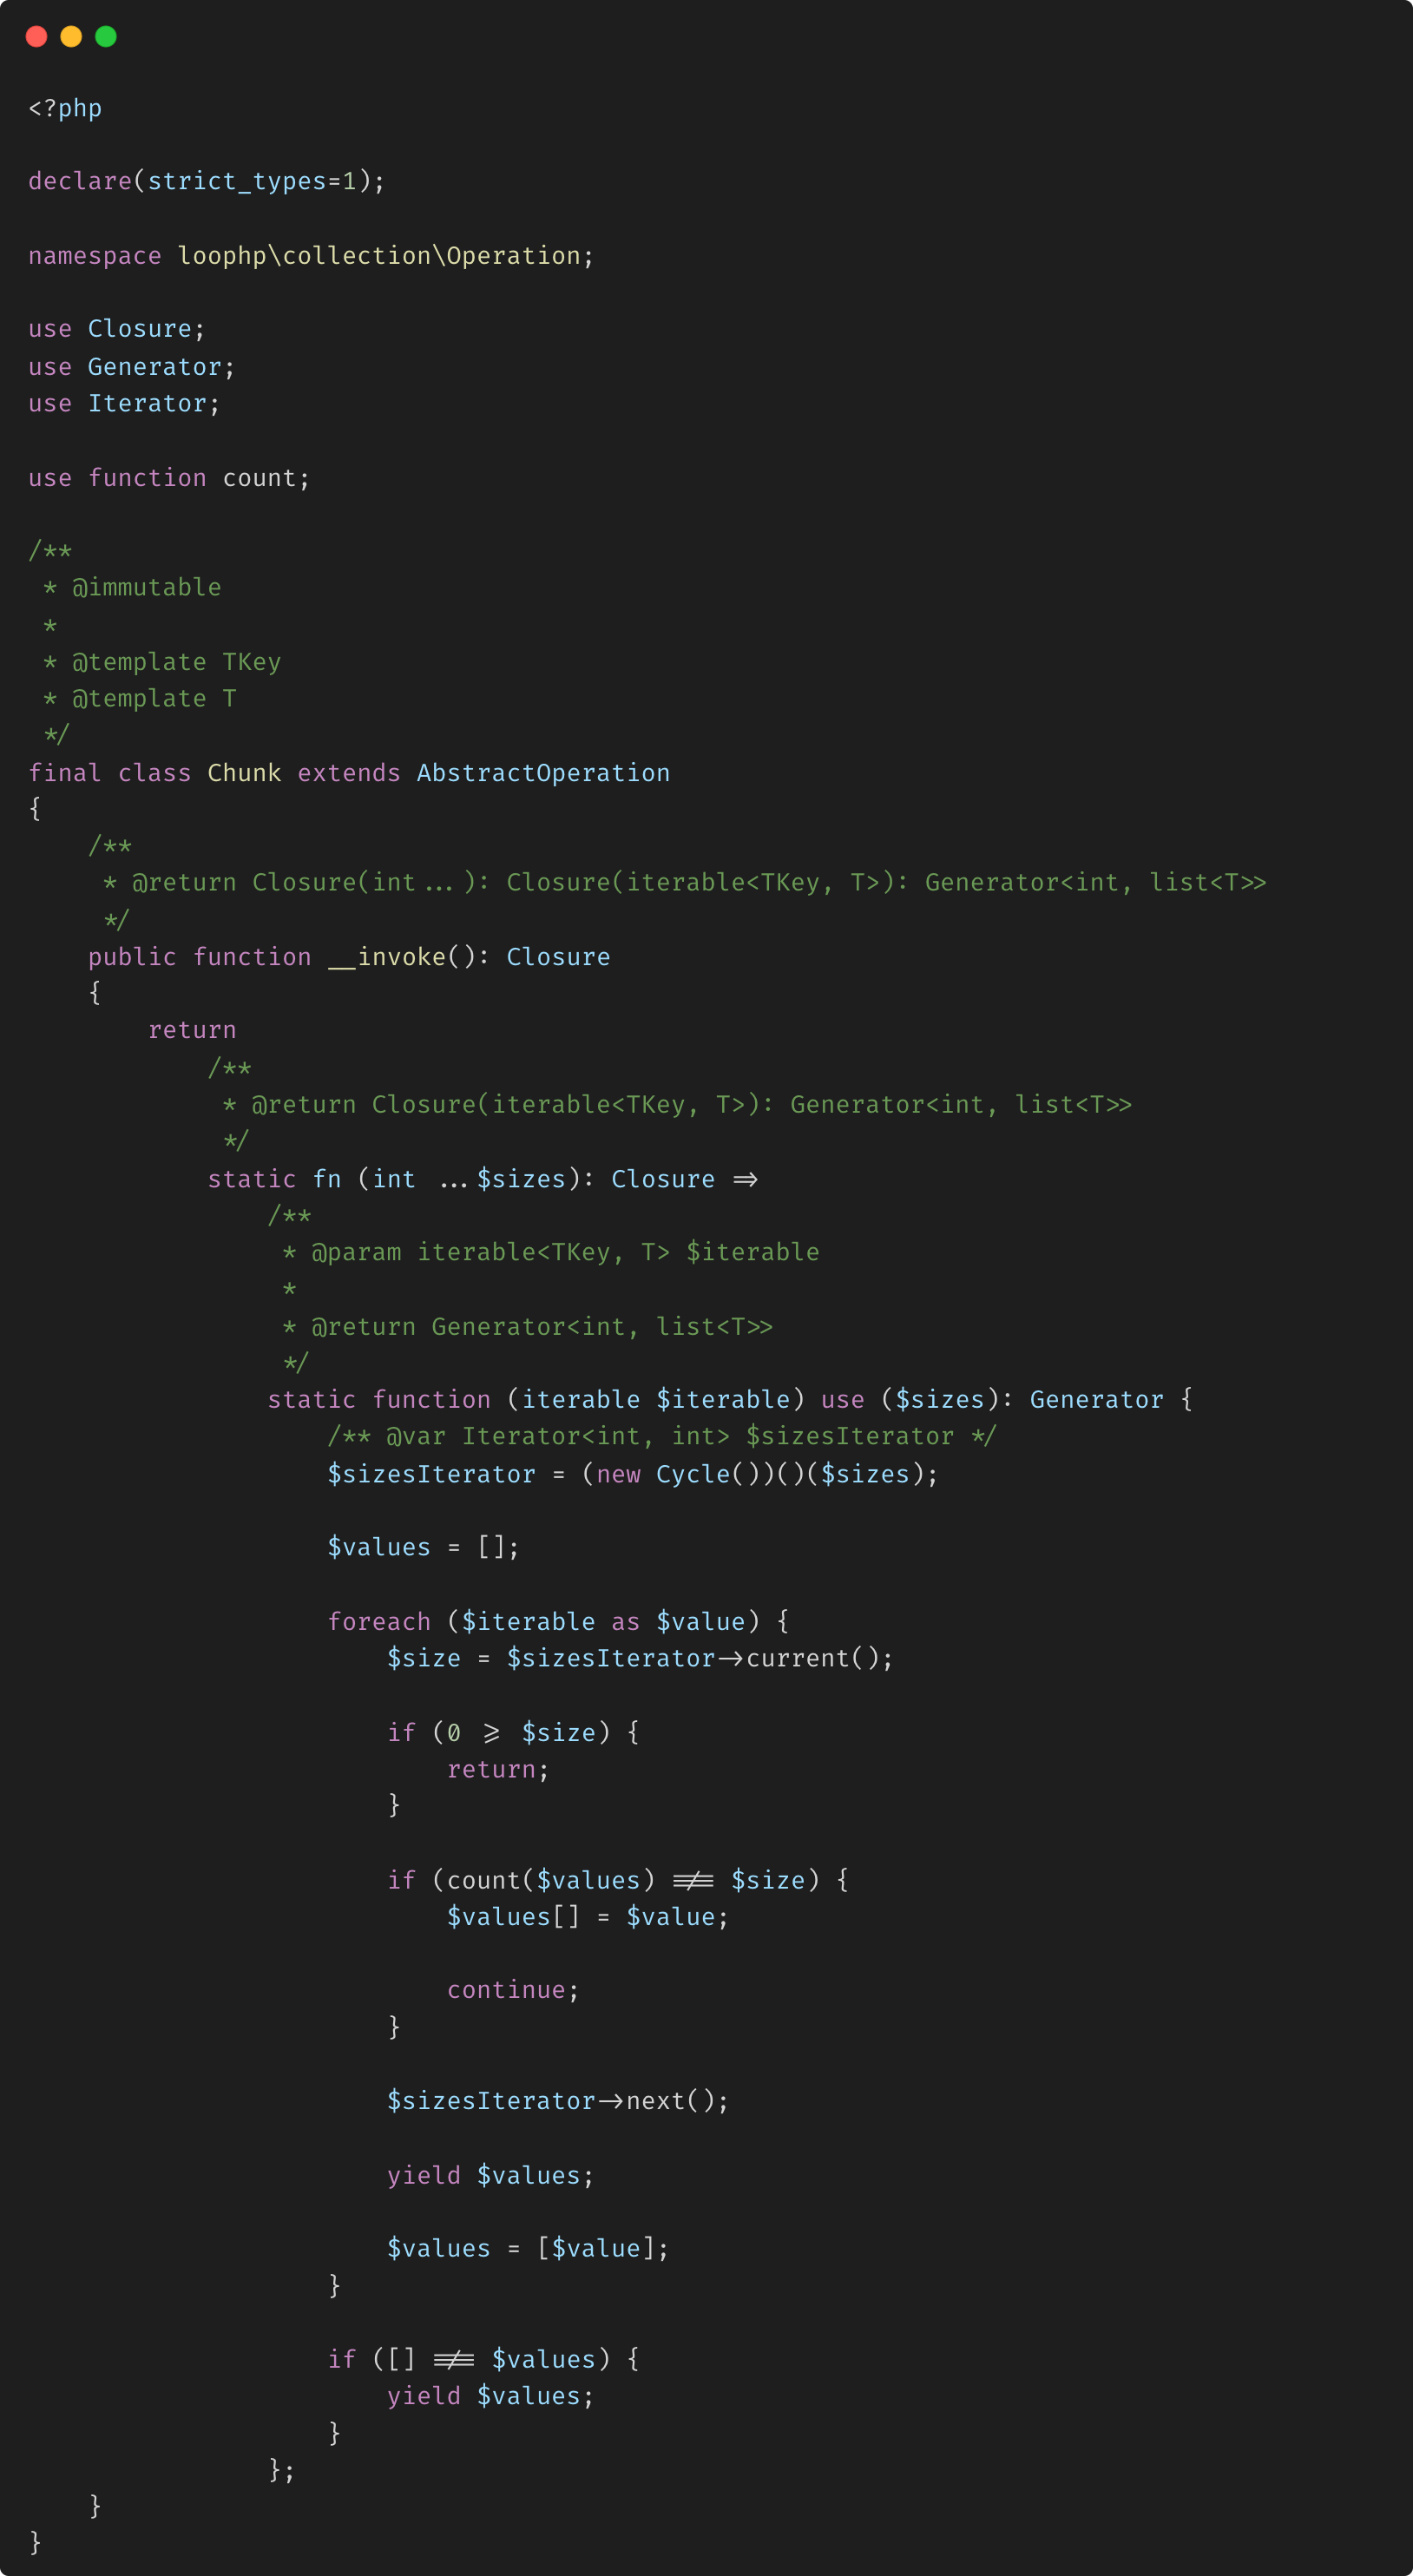 <?php

declare(strict_types=1);

namespace loophp\collection\Operation;

use Closure;
use Generator;
use Iterator;

use function count;

/**
 * @immutable
 *
 * @template TKey
 * @template T
 */
final class Chunk extends AbstractOperation
{
    /**
     * @return Closure(int...): Closure(iterable<TKey, T>): Generator<int, list<T>>
     */
    public function __invoke(): Closure
    {
        return
            /**
             * @return Closure(iterable<TKey, T>): Generator<int, list<T>>
             */
            static fn (int ...$sizes): Closure =>
                /**
                 * @param iterable<TKey, T> $iterable
                 *
                 * @return Generator<int, list<T>>
                 */
                static function (iterable $iterable) use ($sizes): Generator {
                    /** @var Iterator<int, int> $sizesIterator */
                    $sizesIterator = (new Cycle())()($sizes);

                    $values = [];

                    foreach ($iterable as $value) {
                        $size = $sizesIterator->current();

                        if (0 >= $size) {
                            return;
                        }

                        if (count($values) !== $size) {
                            $values[] = $value;

                            continue;
                        }

                        $sizesIterator->next();

                        yield $values;

                        $values = [$value];
                    }

                    if ([] !== $values) {
                        yield $values;
                    }
                };
    }
}